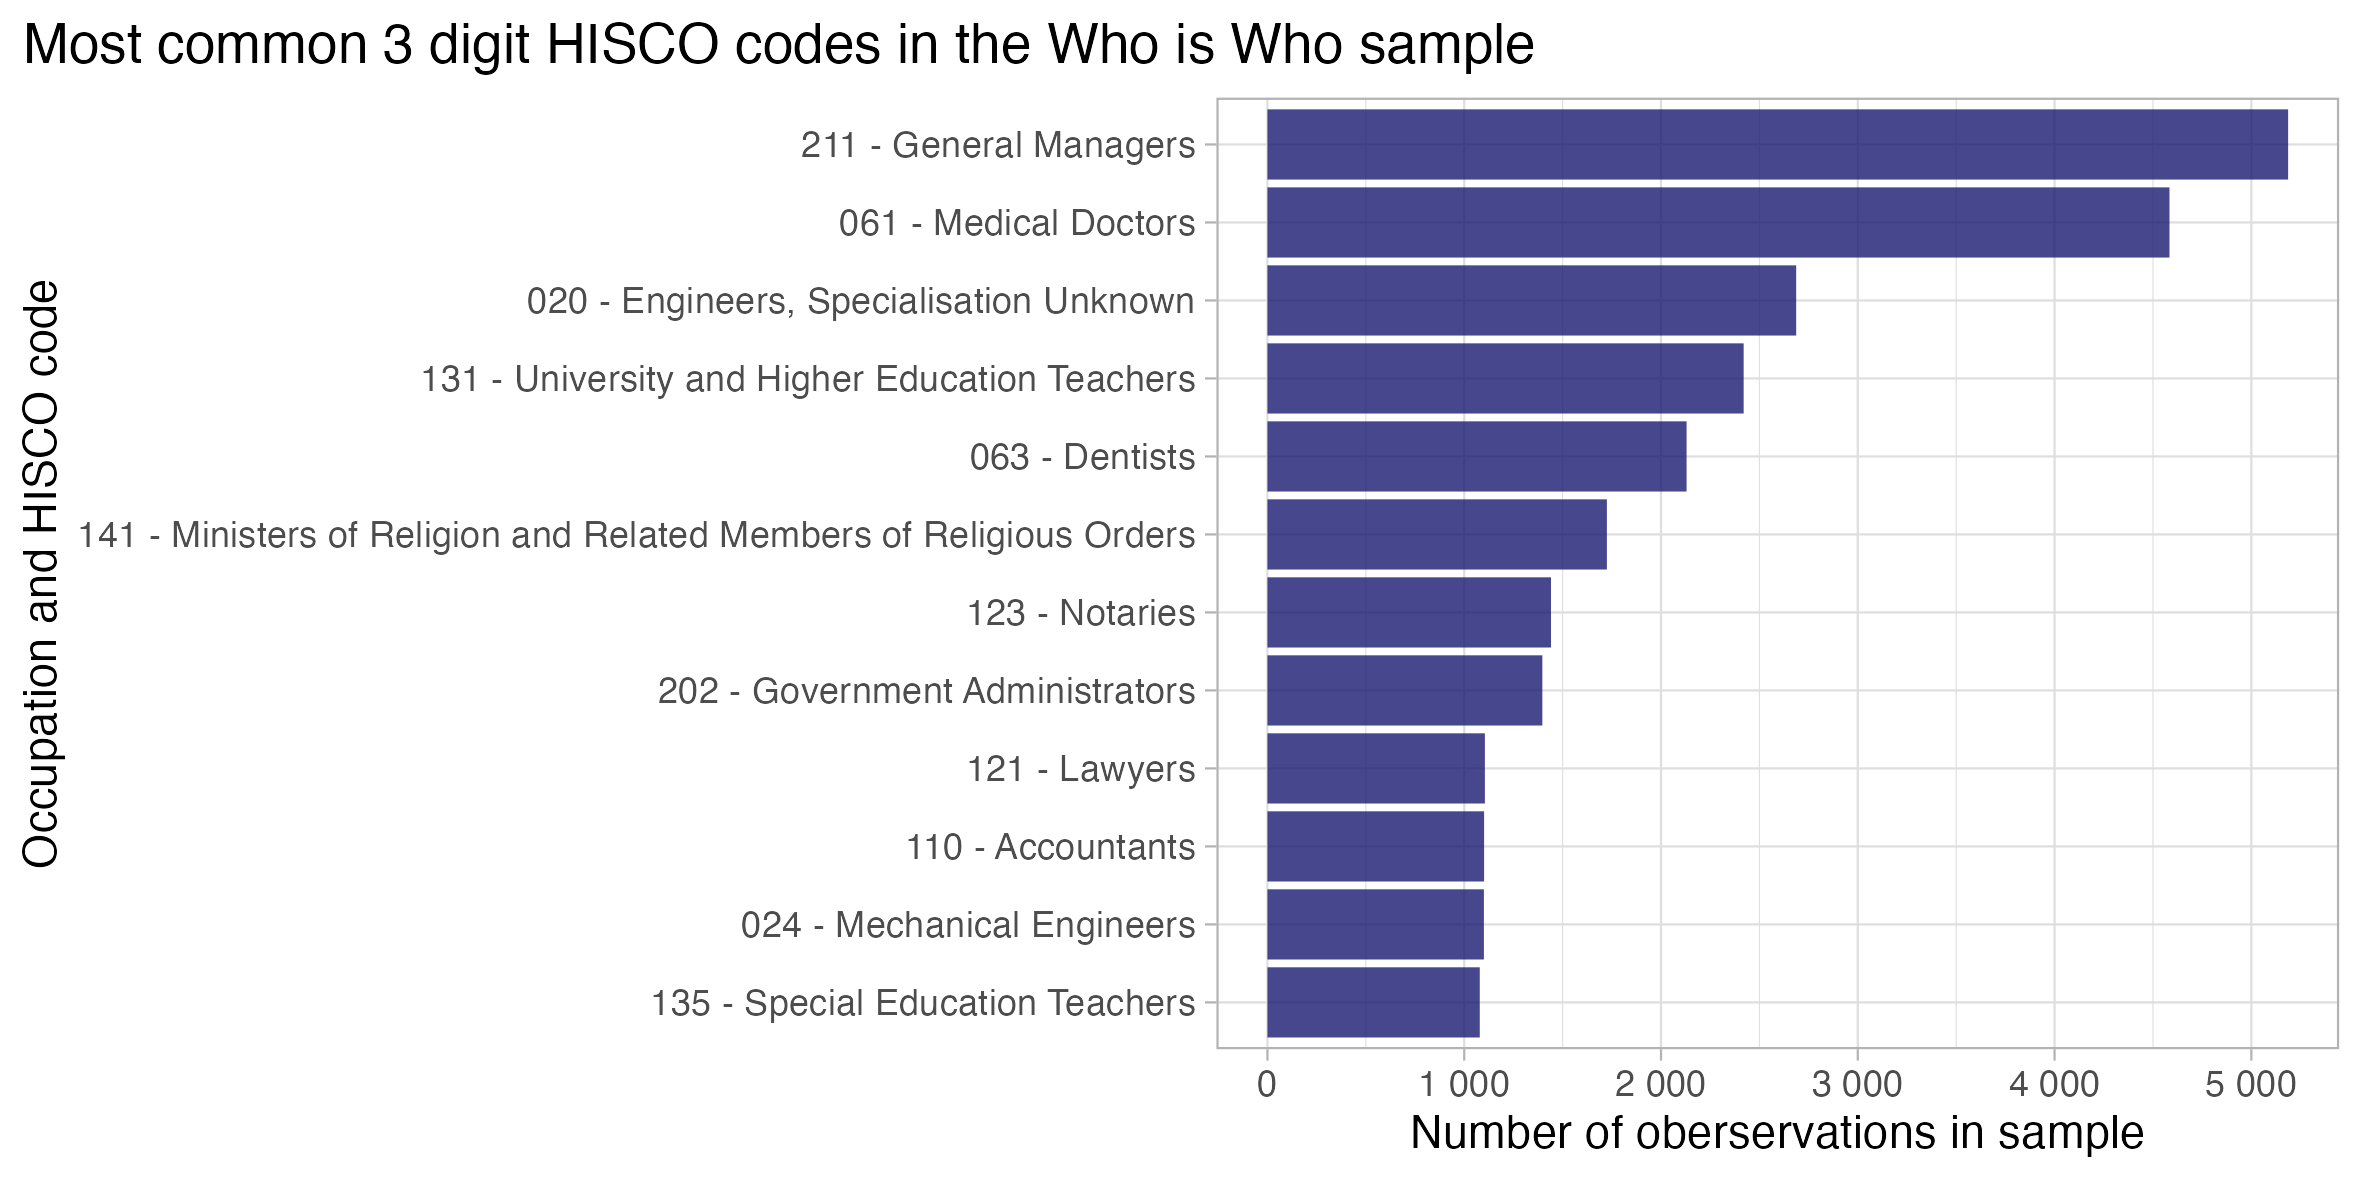 Most common 3 digit HISCO codes in the Who is Who sample
Occupation and HISCO code
211 - General Managers
061 - Medical Doctors
020 - Engineers, Specialisation Unknown
131 - University and Higher Education Teachers
063 - Dentists
141 - Ministers of Religion and Related Members of Religious Orders
123 - Notaries
202 - Government Administrators
121 - Lawyers
110 - Accountants
024 - Mechanical Engineers
135 - Special Education Teachers
0 1 000 2 000 3 000 4 000 5 000
Number of oberservations in sample